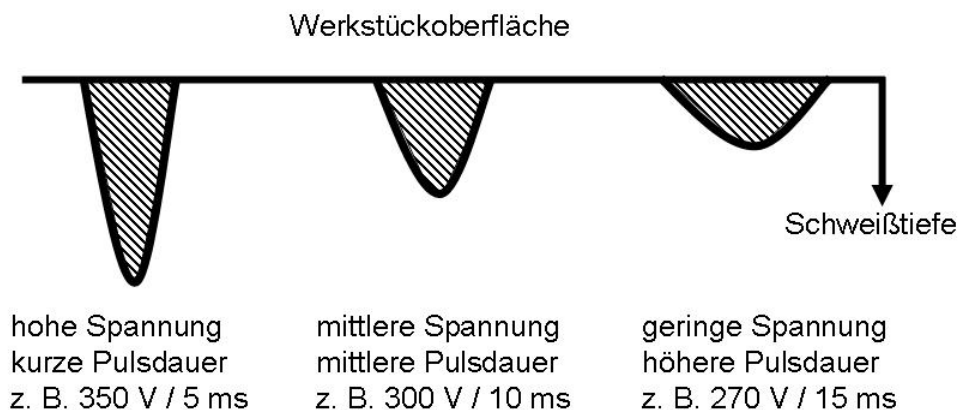 Werkstückoberfläche
Schweißtiefe
hohe Spannung
kurze Pulsdauer
z. B. 350 V / 5 ms
mittlere Spannung
mittlere Pulsdauer
z. B. 300 V / 10 ms
geringe Spannung
höhere Pulsdauer
z. B. 270 V / 15 ms